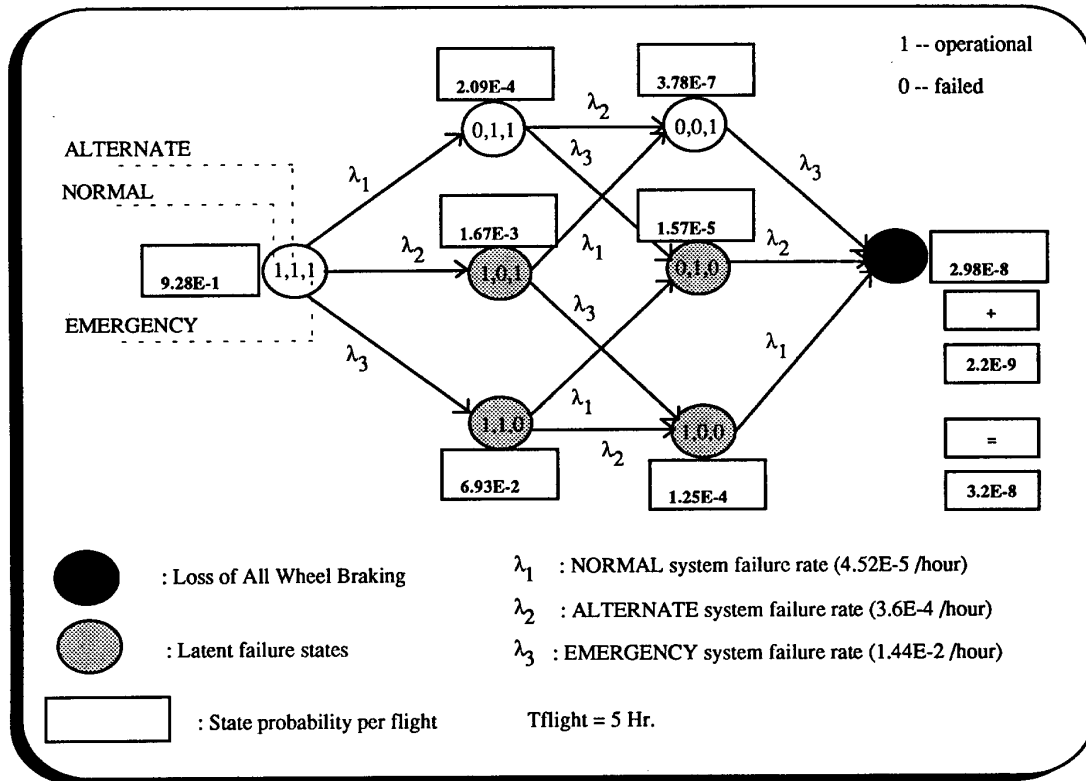 1 -- operational
0 -- failed
2.09E-4
3.78E-7
0,1,1
λ2
0,0,1
λ3
ALTERNATE
NORMAL
λ1
λ3
1.67E-3
1.57E-5
9.28E-1
1,1,1
λ2
1,0,1
λ1
0,1,0
λ2
2.98E-8
EMERGENCY
λ3
λ3
λ1
+
2.2E-9
1,1,0
λ1
λ2
1,0,0
=
6.93E-2
1.25E-4
3.2E-8
: Loss of All Wheel Braking
λ1 : NORMAL system failure rate (4.52E-5 /hour)
λ2 : ALTERNATE system failure rate (3.6E-4 /hour)
: Latent failure states
λ3 : EMERGENCY system failure rate (1.44E-2 /hour)
: State probability per flight
Tflight = 5 Hr.